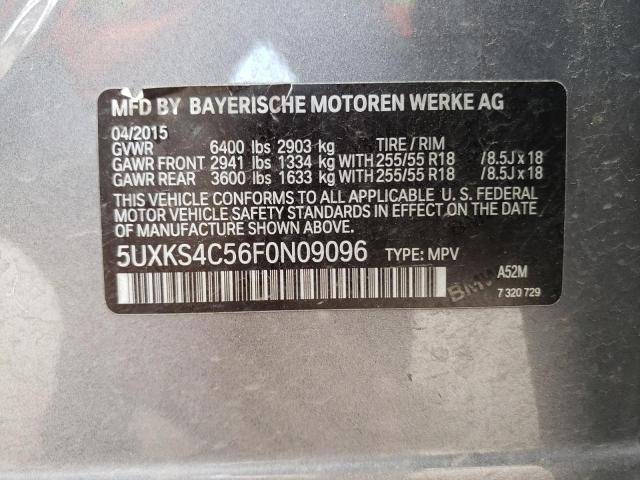 MFD BY BAYERISCHE MOTOREN WERKE AG
04/2015
GVWR 6400 lbs 2903 kg TIRE / RIM
GAWR FRONT 2941 lbs 1334 kg WITH 255/55 R18 /8.5J x 18
GAWR REAR 3600 lbs 1633 kg WITH 255/55 R18 /8.5J x 18
THIS VEHICLE CONFORMS TO ALL APPLICABLE U. S. FEDERAL
MOTOR VEHICLE SAFETY STANDARDS IN EFFECT ON THE DATE OF
MANUFACTURE SHOWN ABOVE.
5UXKS4C56F0N09096 TYPE: MPV
BMW A52M
7 320 729